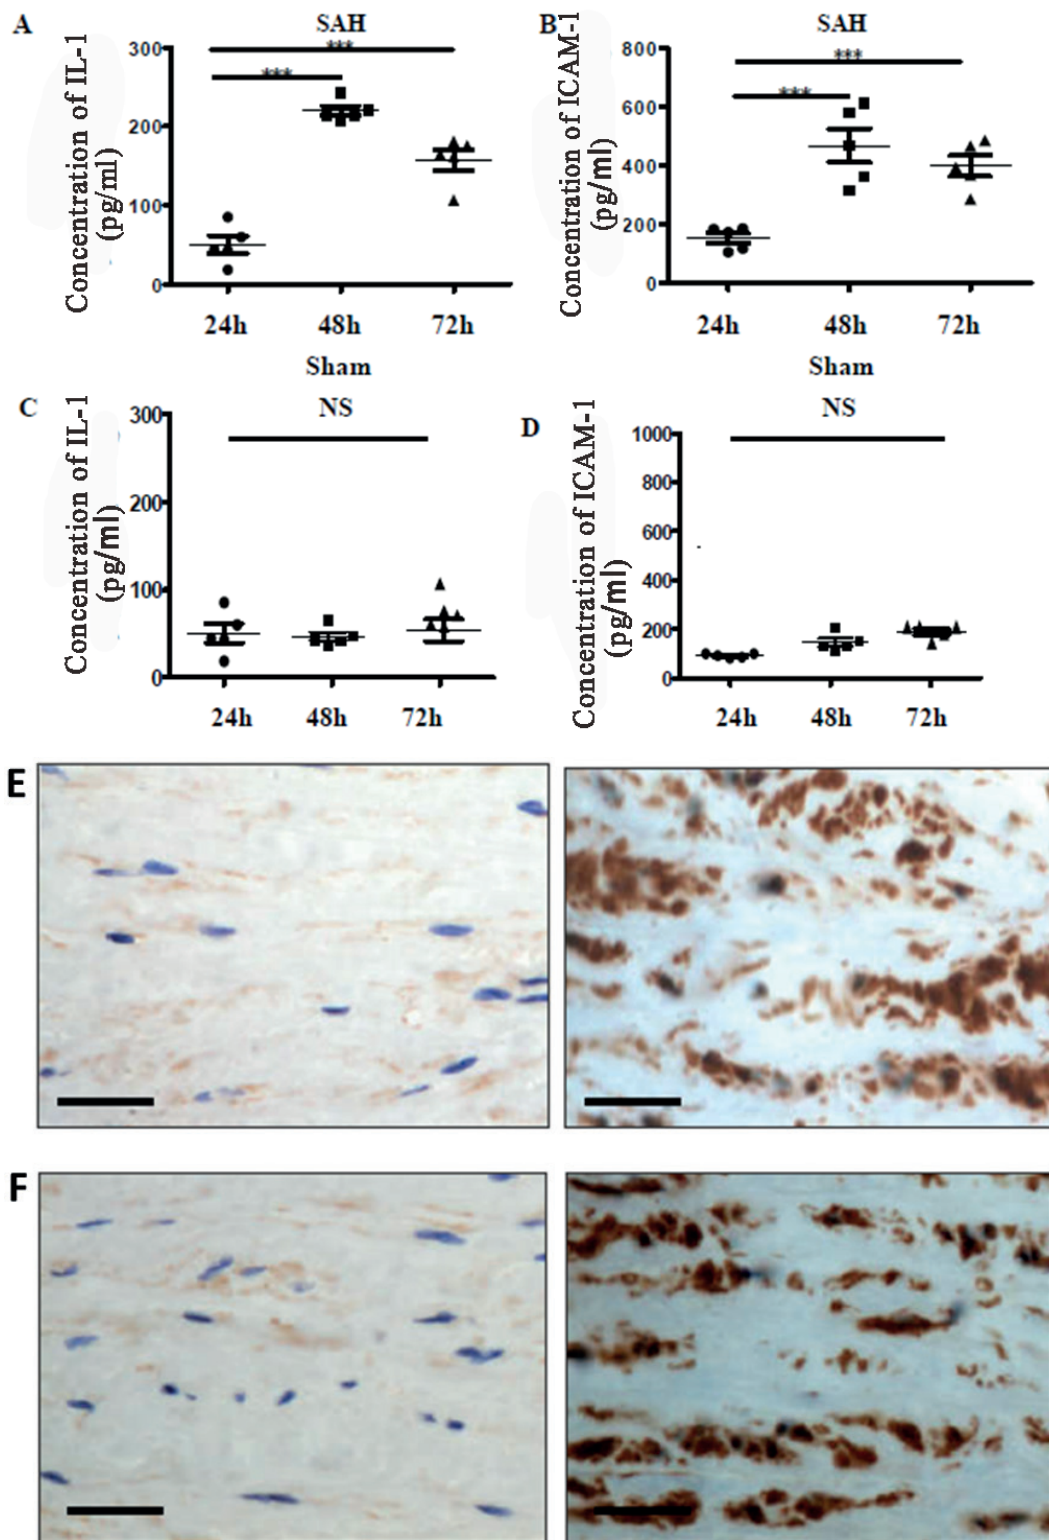 A
SAH
***
***
Concentration of IL-1
(pg/ml)
300
200
100
0
24h
48h
72h
B
SAH
***
***
Concentration of ICAM-1
(pg/ml)
800
600
400
200
0
24h
48h
72h
C
Sham
NS
Concentration of IL-1
(pg/ml)
300
200
100
0
24h
48h
72h
D
Sham
NS
Concentration of ICAM-1
(pg/ml)
1000
800
600
400
200
0
24h
48h
72h
E
F